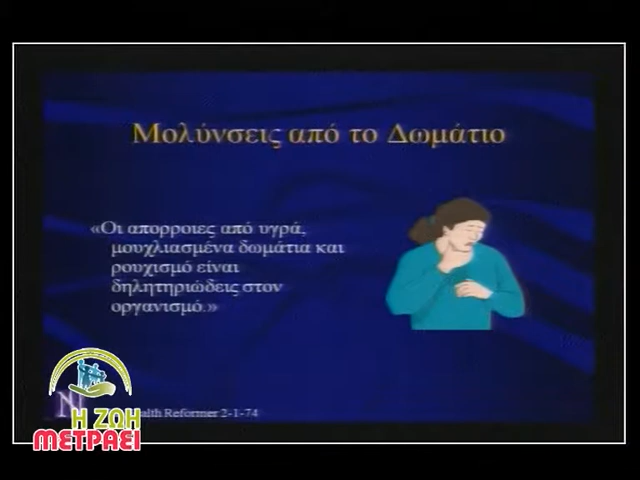 Μολύνσεις από το Δωμάτιο
«Οι απορροιες από υγρά,
μουχλιασμένα δωμάτια και
ρουχισμό είναι
δηλητηριώδεις στον
οργανισμό.»
Reformer 2-1-74
Η ΖΩΗ
ΜΕΤΡΑΕΙ